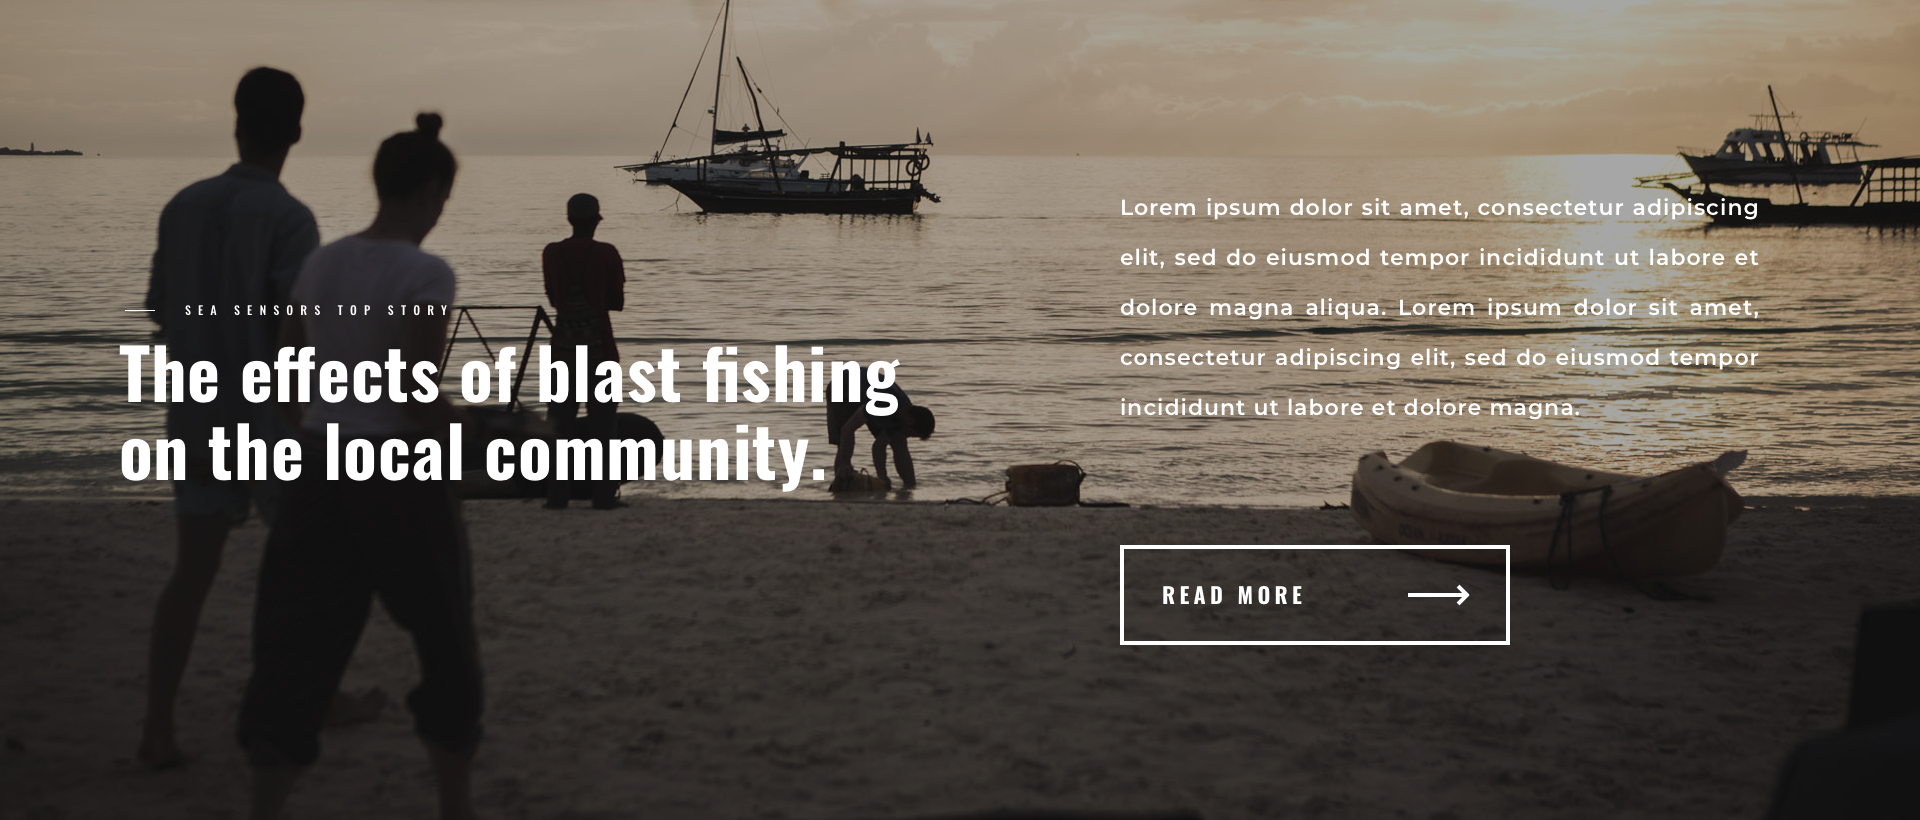 SEA SENSORS TOP STORY
The effects of blast fishing
on the local community.
Lorem ipsum dolor sit amet, consectetur adipiscing
elit, sed do eiusmod tempor incididunt ut labore et
dolore magna aliqua. Lorem ipsum dolor sit amet,
consectetur adipiscing elit, sed do eiusmod tempor
incididunt ut labore et dolore magna.
READ MORE